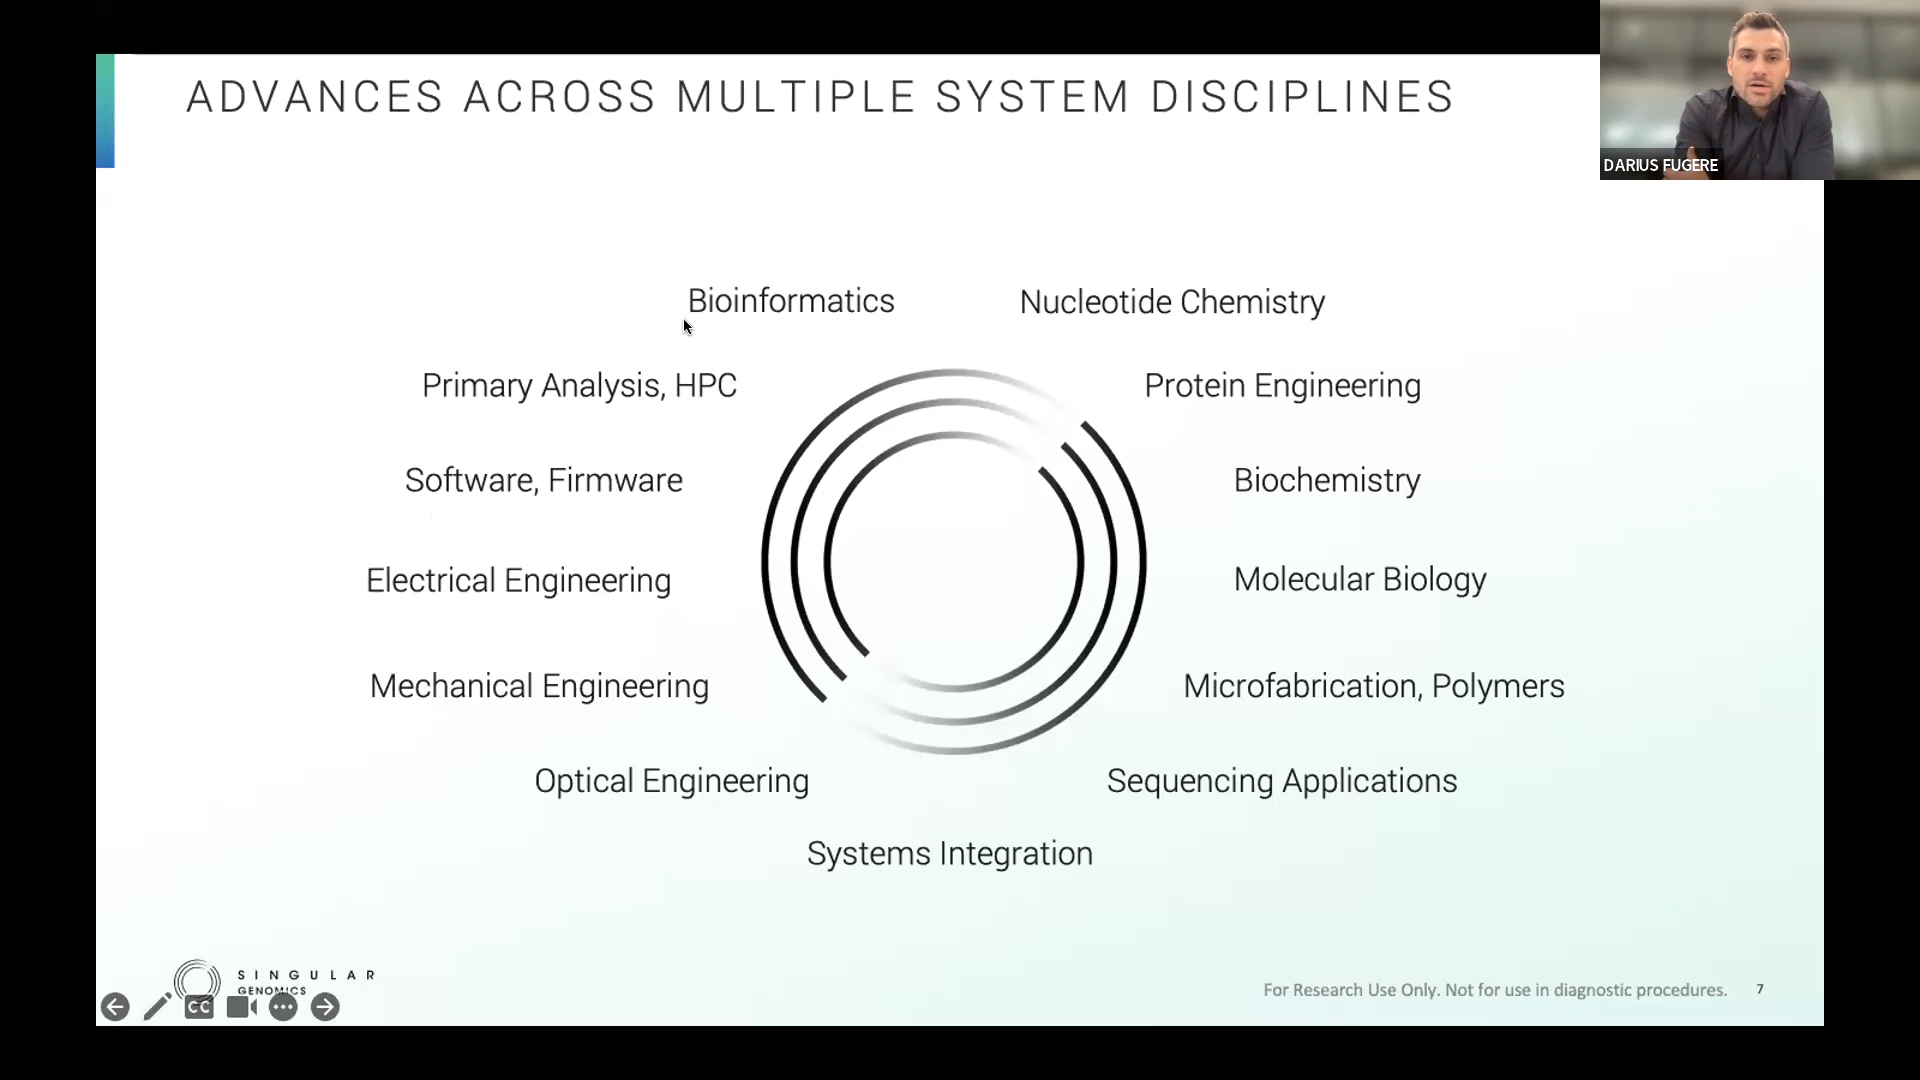 ADVANCES ACROSS MULTIPLE SYSTEM DISCIPLINES
DARIUS FUGERE
Bioinformatics
Nucleotide Chemistry
Primary Analysis, HPC
Protein Engineering
Software, Firmware
Biochemistry
Electrical Engineering
Molecular Biology
Mechanical Engineering
Microfabrication, Polymers
Optical Engineering
Sequencing Applications
Systems Integration
SINGULAR
GENOMICS
CC
For Research Use Only. Not for use in diagnostic procedures.
7